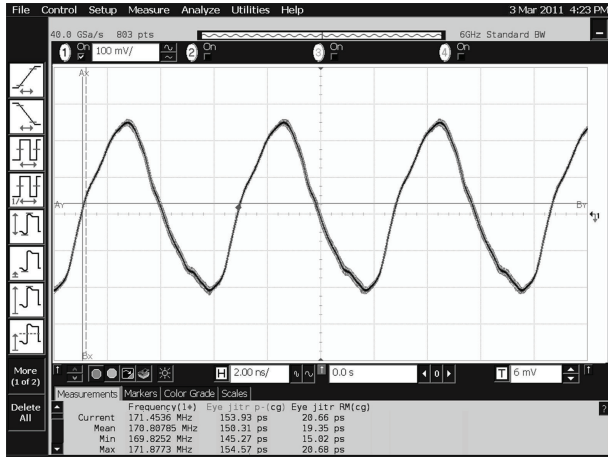 File Control Setup Measure Analyze Utilities Help 3 Mar 2011 4:23 PM
40.0 GSa/s 803 pts 6GHz Standard BW
1 On 100 mV/ 2 On 3 On 4 On
Ax
Ay By
Bx
1/
More
(1 of 2)
Delete
All
H 2.00 ns/ 0.0 s 0 T 6 mV
Measurements Markers Color Grade Scales
Frequency(1+) Eye jitr p-(cg) Eye jitr RM(cg)
Current 171.4536 MHz 153.93 ps 20.66 ps
Mean 170.80785 MHz 150.31 ps 19.35 ps
Min 169.8252 MHz 145.27 ps 15.02 ps
Max 171.8773 MHz 154.57 ps 20.68 ps
?